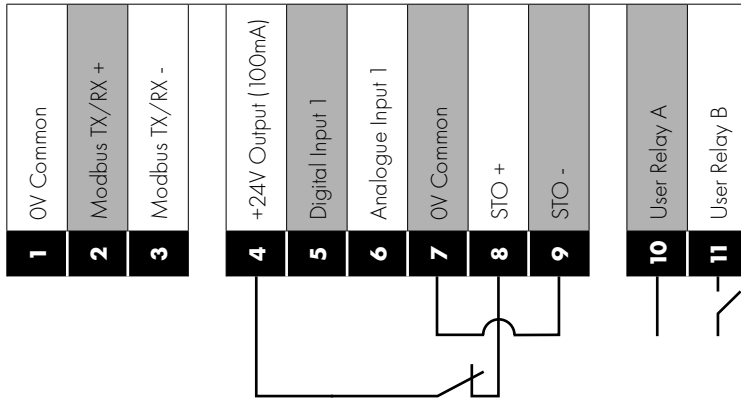 0V Common
Modbus TX/RX +
Modbus TX/RX -
+24V Output (100mA)
Digital Input 1
Analogue Input 1
0V Common
STO +
STO -
User Relay A
User Relay B
1
2
3
4
5
6
7
8
9
10
11